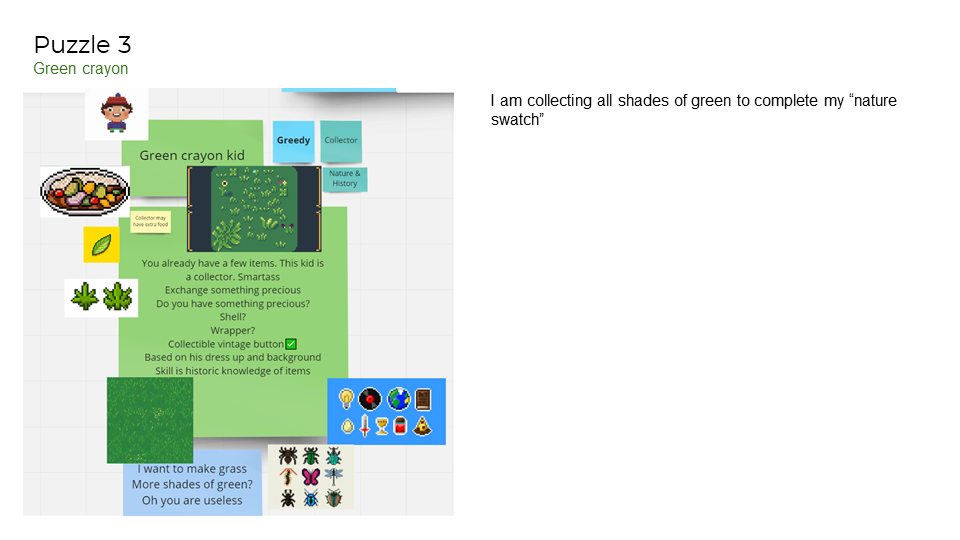 Puzzle 3
Green crayon
I am collecting all shades of green to complete my “nature
swatch”
Greedy
Collector
Green crayon kid
Nature &
History
Collector may
have extra food
You already have a few items. This kid is
a collector. Smartass
Exchange something precious
Do you have something precious?
Shell?
Wrapper?
Collectible vintage button✅
Based on his dress up and background
Skill is historic knowledge of items
I want to make grass
More shades of green?
Oh you are useless